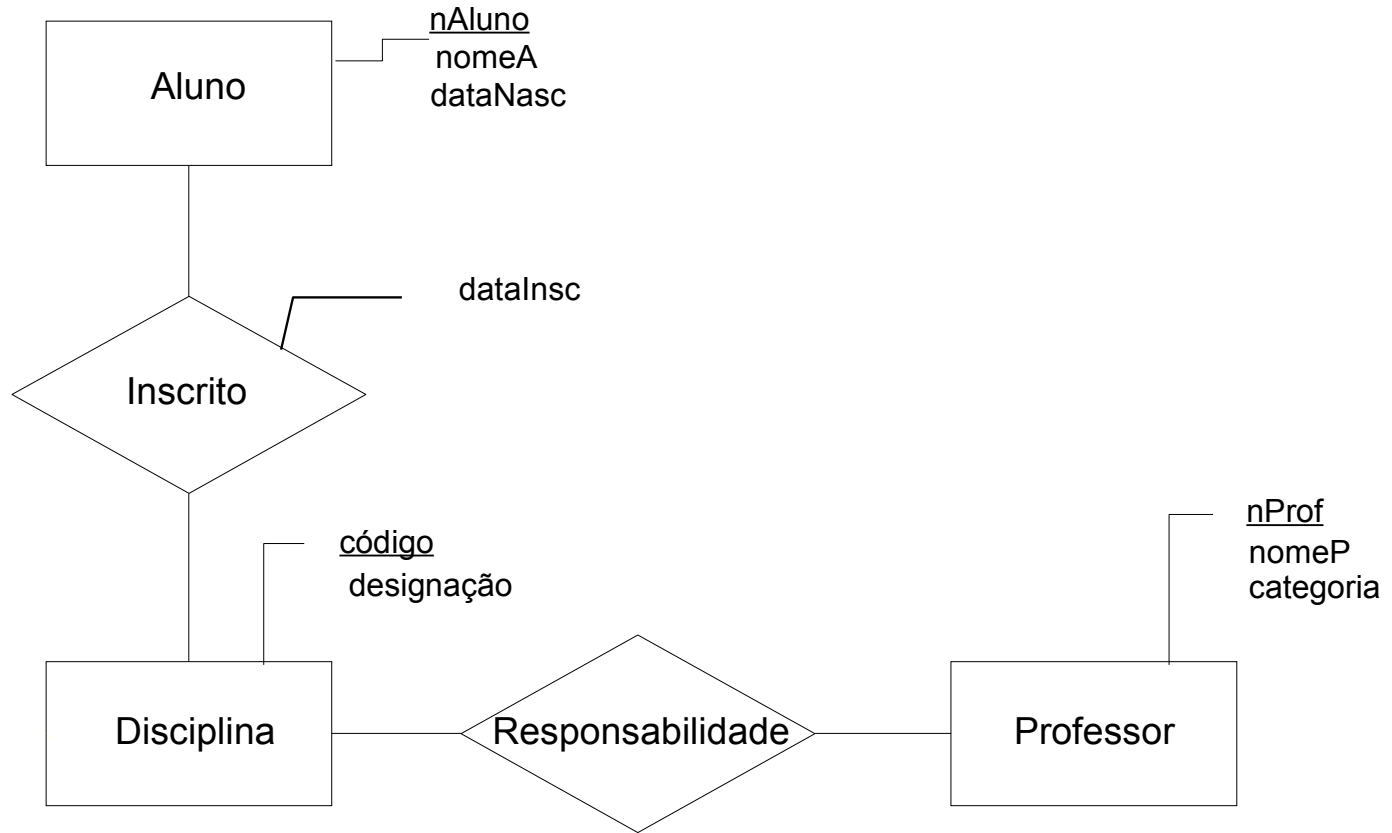 nAluno
nomeA
dataNasc
Aluno
dataInsc
Inscrito
código
designação
nProf
nomeP
categoria
Disciplina
Responsabilidade
Professor